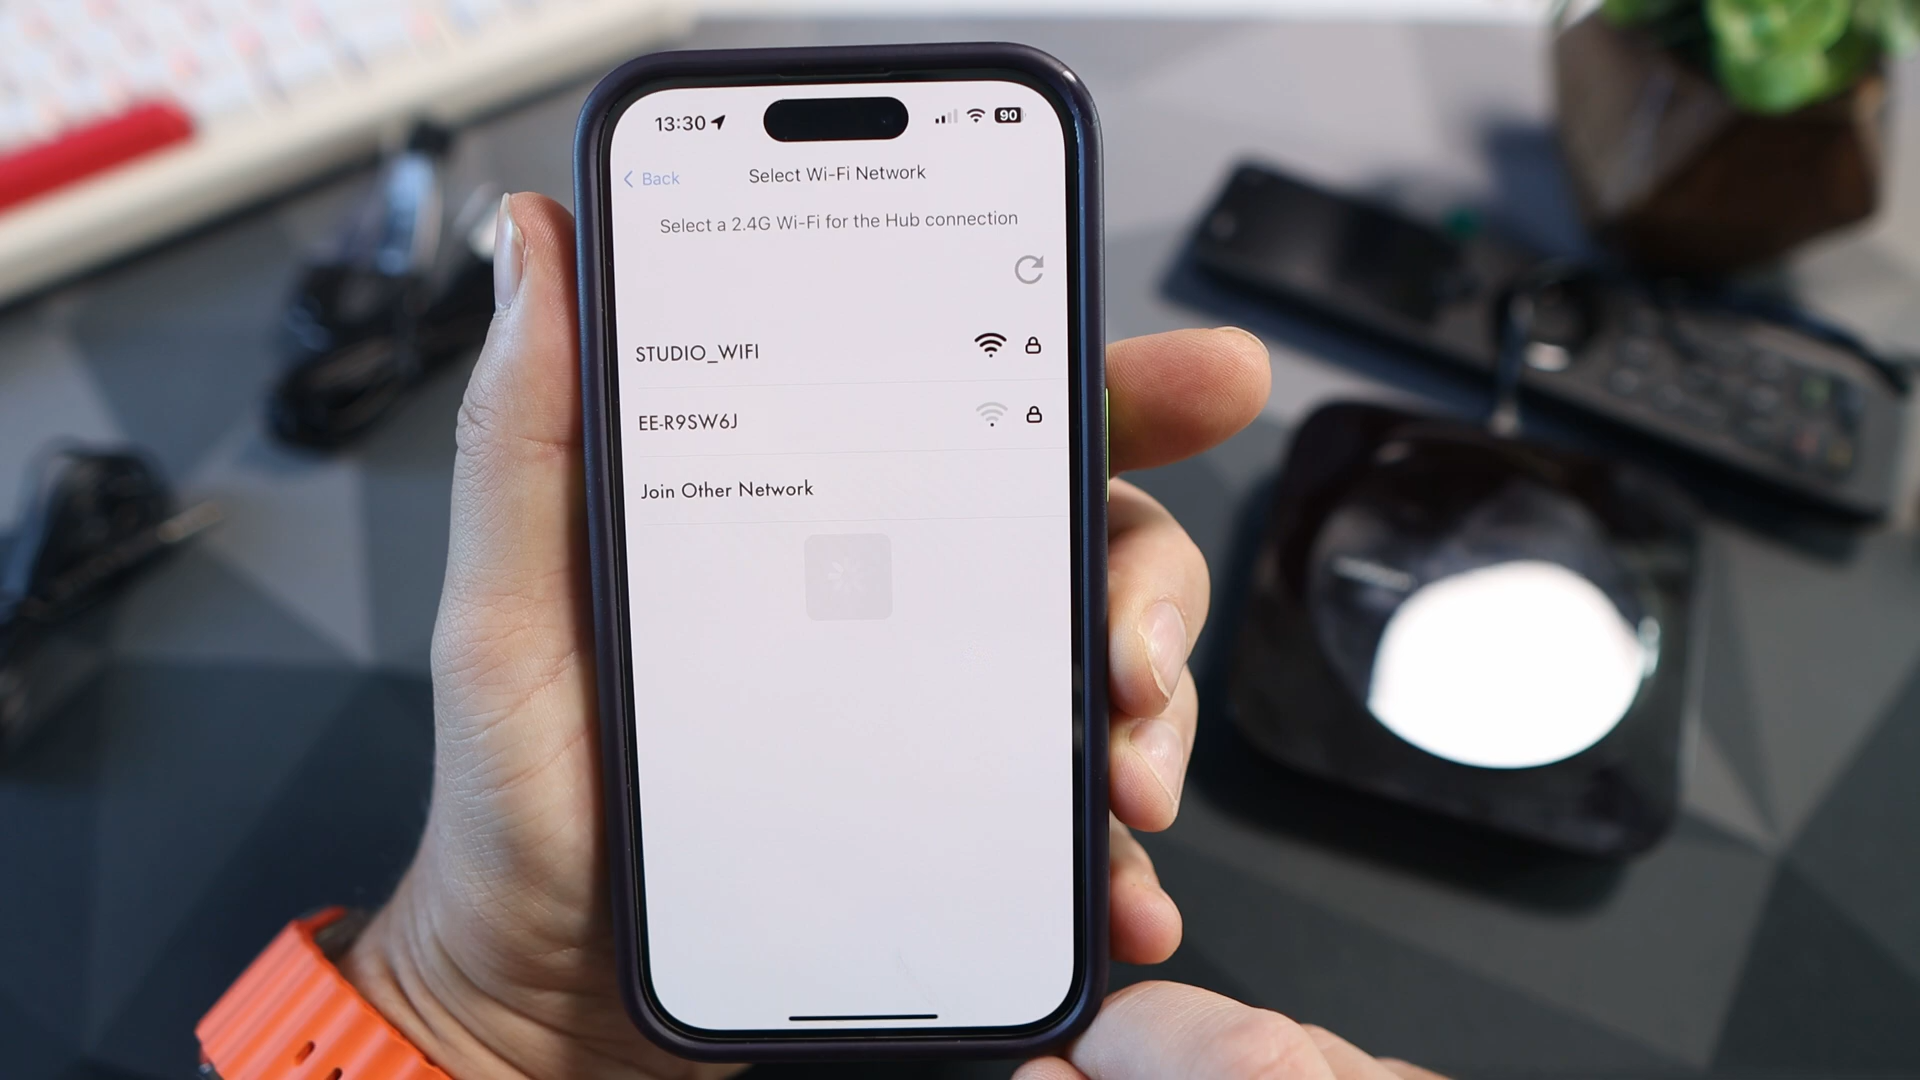 13:30
90
Back
Select Wi-Fi Network
Select a 2.4G Wi-Fi for the Hub connection
STUDIO_WIFI
EE-R9SW6J
Join Other Network